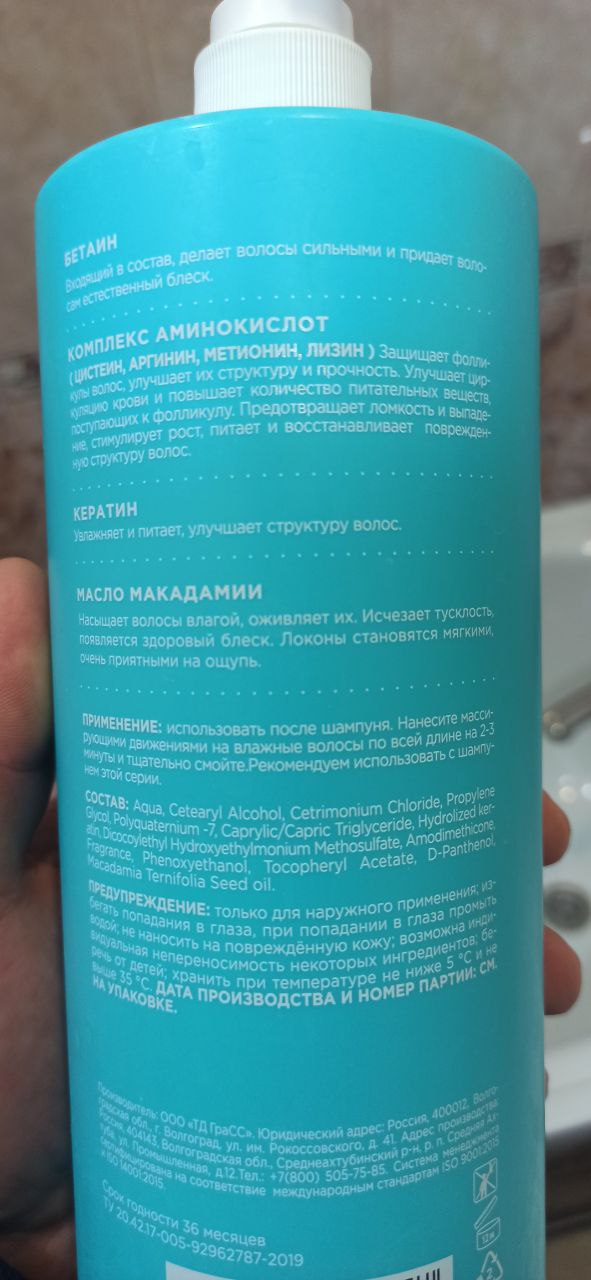 БЕТАИН
Входящий в состав, делает волосы сильными и придает воло-
сам естественный блеск.
КОМПЛЕКС АМИНОКИСЛОТ
( ЦИСТЕИН, АРГИНИН, МЕТИОНИН, ЛИЗИН ) Защищает фолли-
кулы волос, улучшает их структуру и прочность. Улучшает цир-
куляцию крови и повышает количество питательных веществ,
поступающих к фолликулу. Предотвращает ломкость и выпаде-
ние, стимулирует рост, питает и восстанавливает поврежден-
ную структуру волос.
КЕРАТИН
Увлажняет и питает, улучшает структуру волос.
МАСЛО МАКАДАМИИ
Насыщает волосы влагой, оживляет их. Исчезает тусклость,
появляется здоровый блеск. Локоны становятся мягкими,
очень приятными на ощупь.
ПРИМЕНЕНИЕ: использовать после шампуня. Нанесите масси-
рующими движениями на влажные волосы по всей длине на 2-3
минуты и тщательно смойте.Рекомендуем использовать с шампу-
нем этой серии.
СОСТАВ: Aqua, Cetearyl Alcohol, Cetrimonium Chloride, Propylene
Glycol, Polyquaternium -7, Caprylic/Capric Triglyceride, Hydrolized ker-
atin, Dicocoylethyl Hydroxyethylmonium Methosulfate, Amodimethicone,
Fragrance, Phenoxyethanol, Tocopheryl Acetate, D-Panthenol,
Macadamia Ternifolia Seed oil.
ПРЕДУПРЕЖДЕНИЕ: только для наружного применения; из-
бегать попадания в глаза, при попадании в глаза промыть
водой; не наносить на повреждённую кожу; возможна инди-
видуальная непереносимость некоторых ингредиентов; бе-
речь от детей; хранить при температуре не ниже 5 °C и не
выше 35 °C. ДАТА ПРОИЗВОДСТВА И НОМЕР ПАРТИИ: СМ.
НА УПАКОВКЕ.
Производитель: ООО «ТД ГраСС». Юридический адрес: Россия, 400012, Волго-
градская обл., г. Волгоград, ул. им. Рокоссовского, д. 41. Адрес производства:
Россия, 404143, Волгоградская обл., Среднеахтубинский р-н, р. п. Средняя Ах-
туба, ул. Промышленная, д.12.Тел.: +7(800) 505-75-85. Система менеджмента
сертифицирована на соответствие международным стандартам ISO 9001:2015
и ISO 14001:2015.
Срок годности 36 месяцев
ТУ 20.42.17-005-92962787-2019
12 M